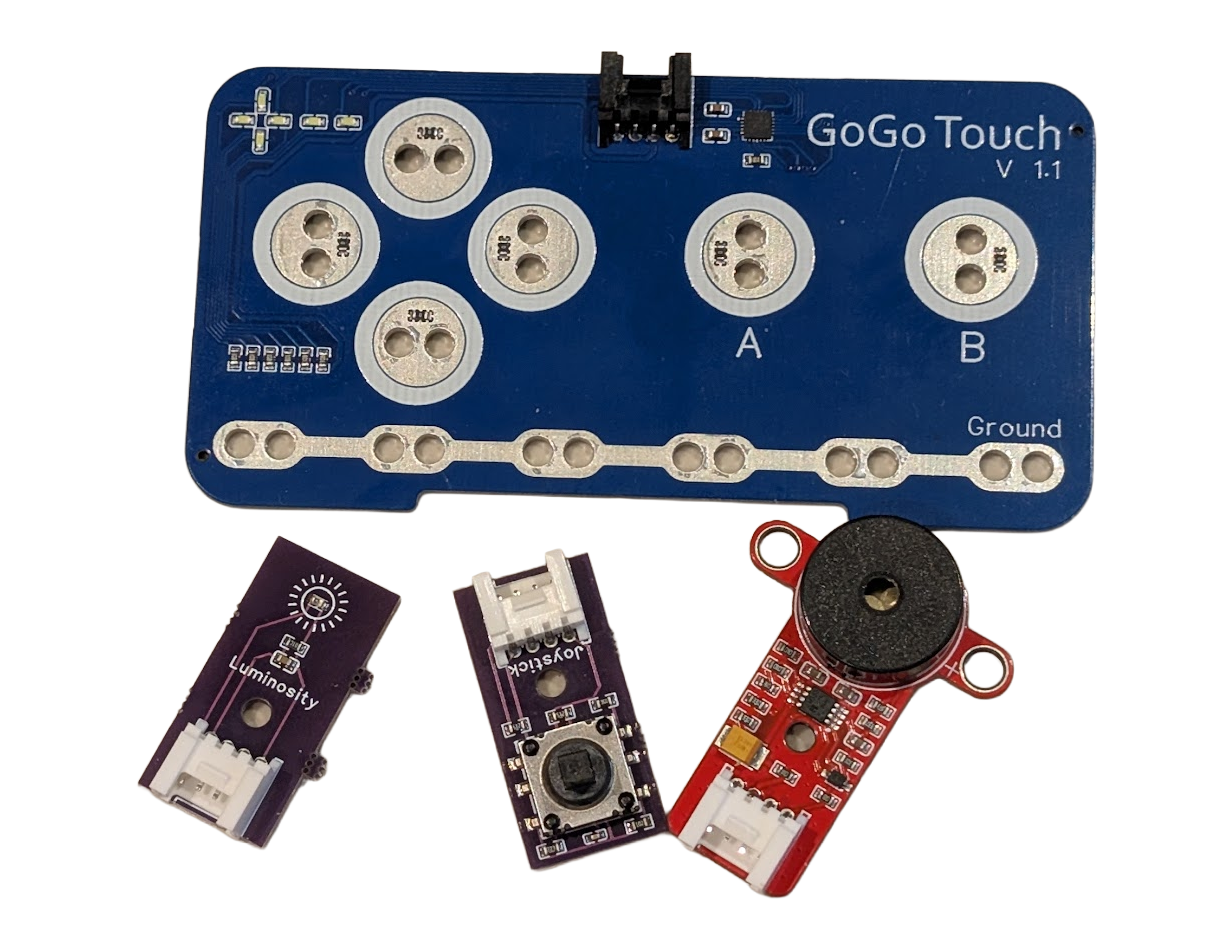 GoGo Touch
V 1.1
A
B
Ground
Luminosity
Joystick